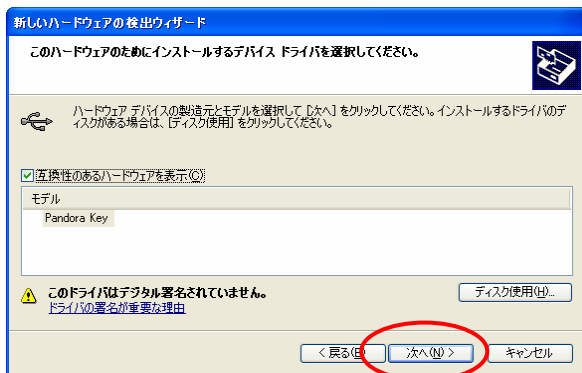 新しいハードウェアの検出ウィザード
このハードウェアのためにインストールするデバイス ドライバを選択してください。
ハードウェア デバイスの製造元とモデルを選択して [次へ] をクリックしてください。インストールするドライバのデ
ィスクがある場合は、[ディスク使用] をクリックしてください。
互換性のあるハードウェアを表示(C)
モデル
Pandora Key
このドライバはデジタル署名されていません。
ドライバの署名が重要な理由
ディスク使用(H)...
< 戻る(B)
次へ(N) >
キャンセル